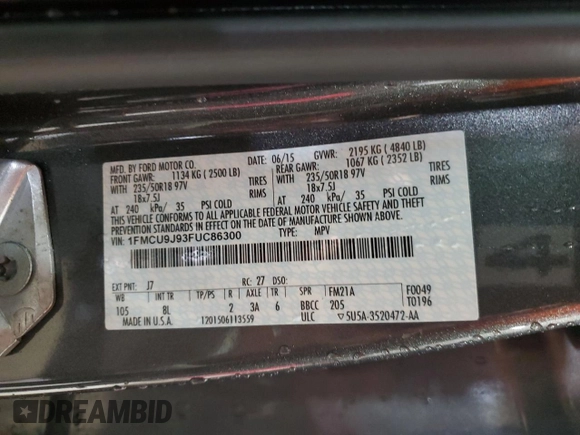 MFD. BY FORD MOTOR CO.
DATE: 06/15 GVWR: 2195 KG ( 4840 LB)
FRONT GAWR: 1134 KG ( 2500 LB) REAR GAWR: 1067 KG ( 2352 LB)
WITH 235/50R18 97V TIRES WITH 235/50R18 97V TIRES
18x7.5J RIMS 18x7.5J RIMS
AT 240 kPa/ 35 PSI COLD AT 240 kPa/ 35 PSI COLD
THIS VEHICLE CONFORMS TO ALL APPLICABLE FEDERAL MOTOR VEHICLE SAFETY AND THEFT
PREVENTION STANDARDS IN EFFECT ON THE DATE OF MANUFACTURE SHOWN ABOVE.
VIN: 1FMCU9J93FUC86300 TYPE: MPV
F0049
T0196
EXT PNT: J7 RC: 27 DSO: FM21A
WB INT TR TP/PS R AXLE TR SPR BBCC 205
105 8L 2 3A 6 ULC ▽5U5A-3520472-AA
MADE IN U.S.A. 1201506113559
DREAMBID